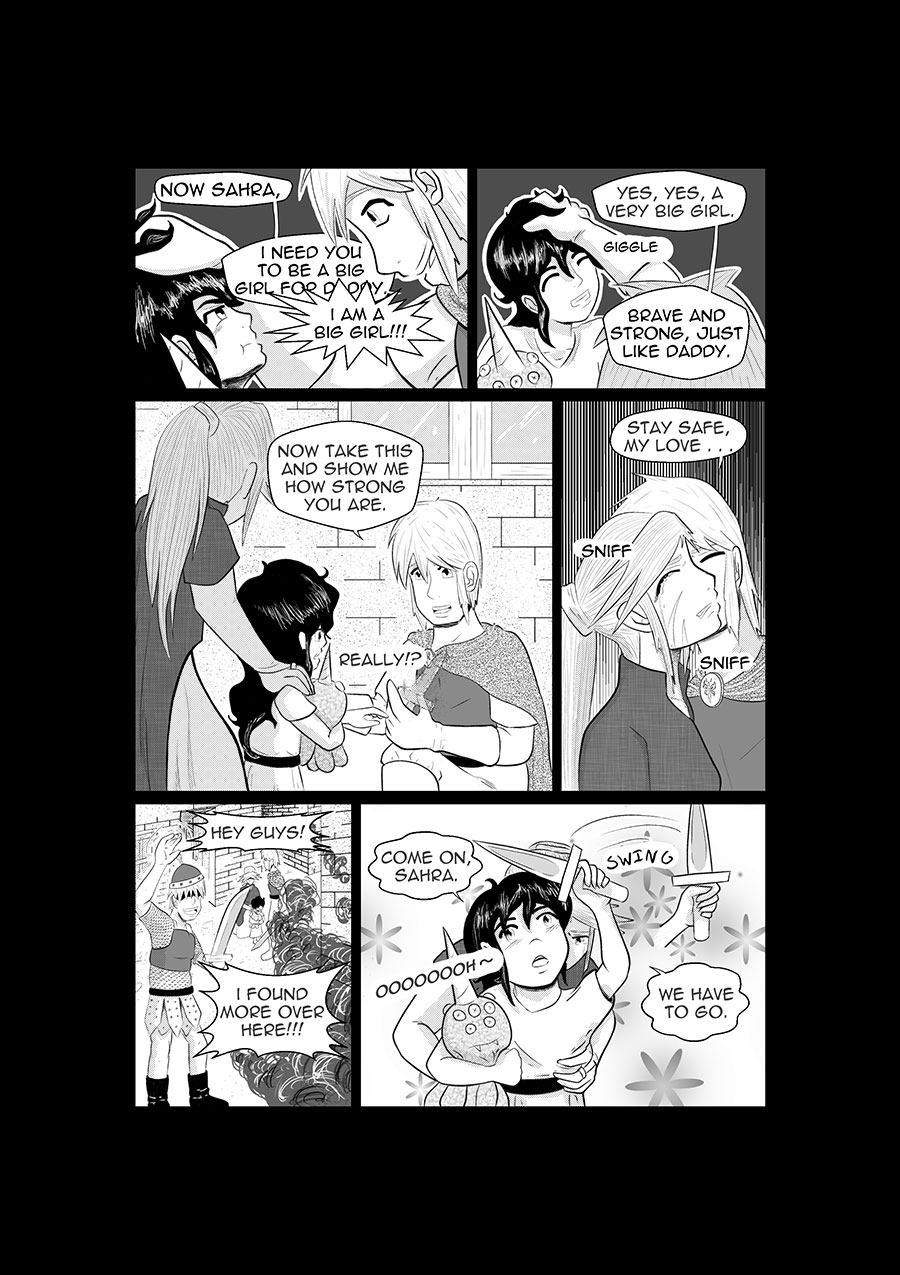 NOW SAHRA,
I NEED YOU
TO BE A BIG
GIRL FOR DADDY,
I AM A
BIG GIRL!!!
YES, YES, A
VERY BIG GIRL.
GIGGLE
BRAVE AND
STRONG, JUST
LIKE DADDY.
NOW TAKE THIS
AND SHOW ME
HOW STRONG
YOU ARE.
REALLY!?
STAY SAFE,
MY LOVE . . .
SNIFF
SNIFF
HEY GUYS!
I FOUND
MORE OVER
HERE!!!
COME ON,
SAHRA.
SWING
OOOOOOOH~
WE HAVE
TO GO.